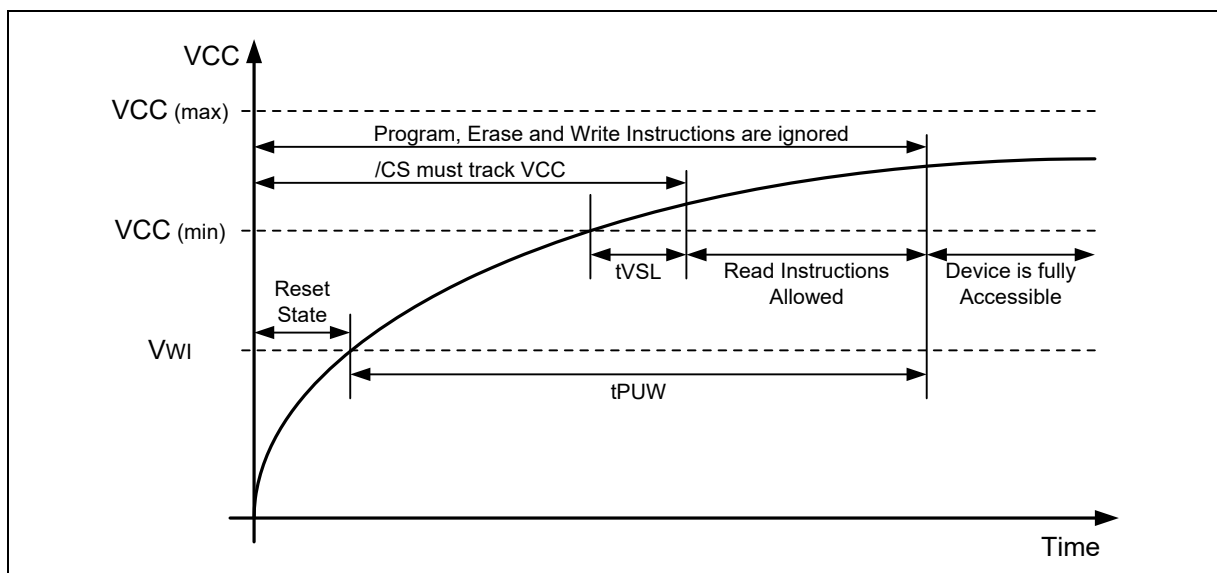 VCC
VCC (max)
Program, Erase and Write Instructions are ignored
/CS must track VCC
VCC (min)
tVSL
Read Instructions
Allowed
Device is fully
Accessible
Reset
State
VWI
tPUW
Time